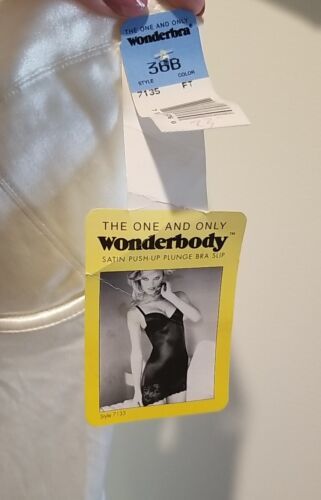 THE ONE AND ONLY
Wonderbra®
36B
STYLE COLOR
7135 FT
THE ONE AND ONLY
Wonderbody™
SATIN PUSH-UP PLUNGE BRA SLIP
Style 7135